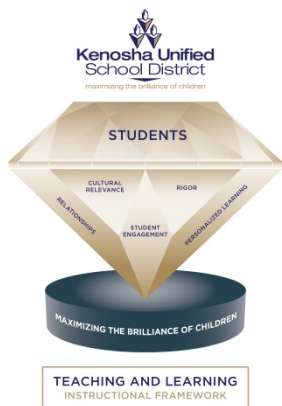 Kenosha Unified
School District
maximizing the brilliance of children
STUDENTS
CULTURAL
RELEVANCE
RIGOR
RELATIONSHIPS
STUDENT
ENGAGEMENT
PERSONALIZED LEARNING
MAXIMIZING THE BRILLIANCE OF CHILDREN
TEACHING AND LEARNING
INSTRUCTIONAL FRAMEWORK